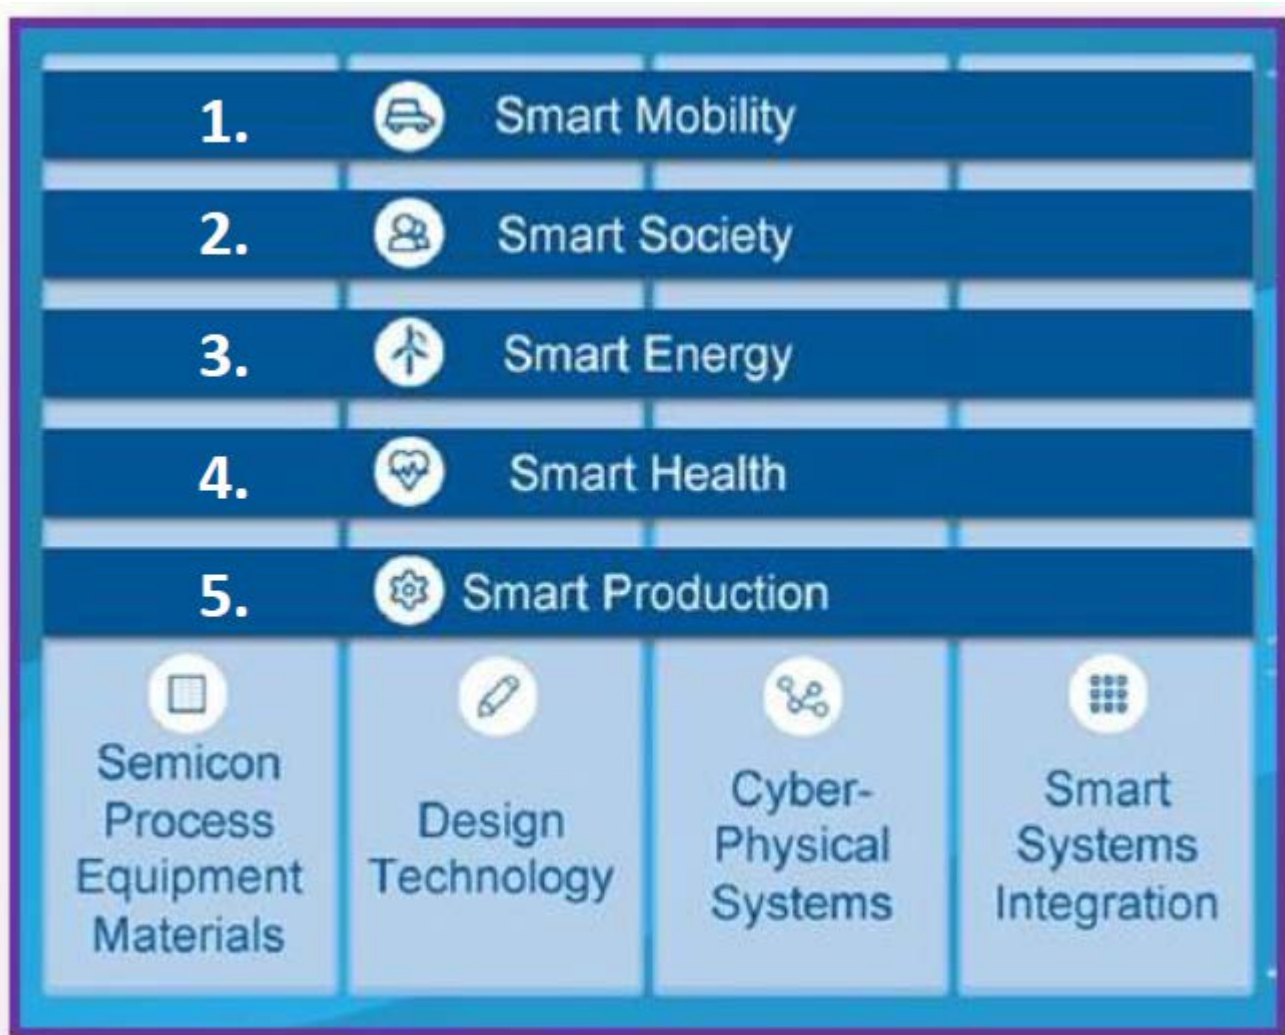 1. Smart Mobility
2. Smart Society
3. Smart Energy
4. Smart Health
5. Smart Production
Semicon
Process
Equipment
Materials
Design
Technology
Cyber-
Physical
Systems
Smart
Systems
Integration